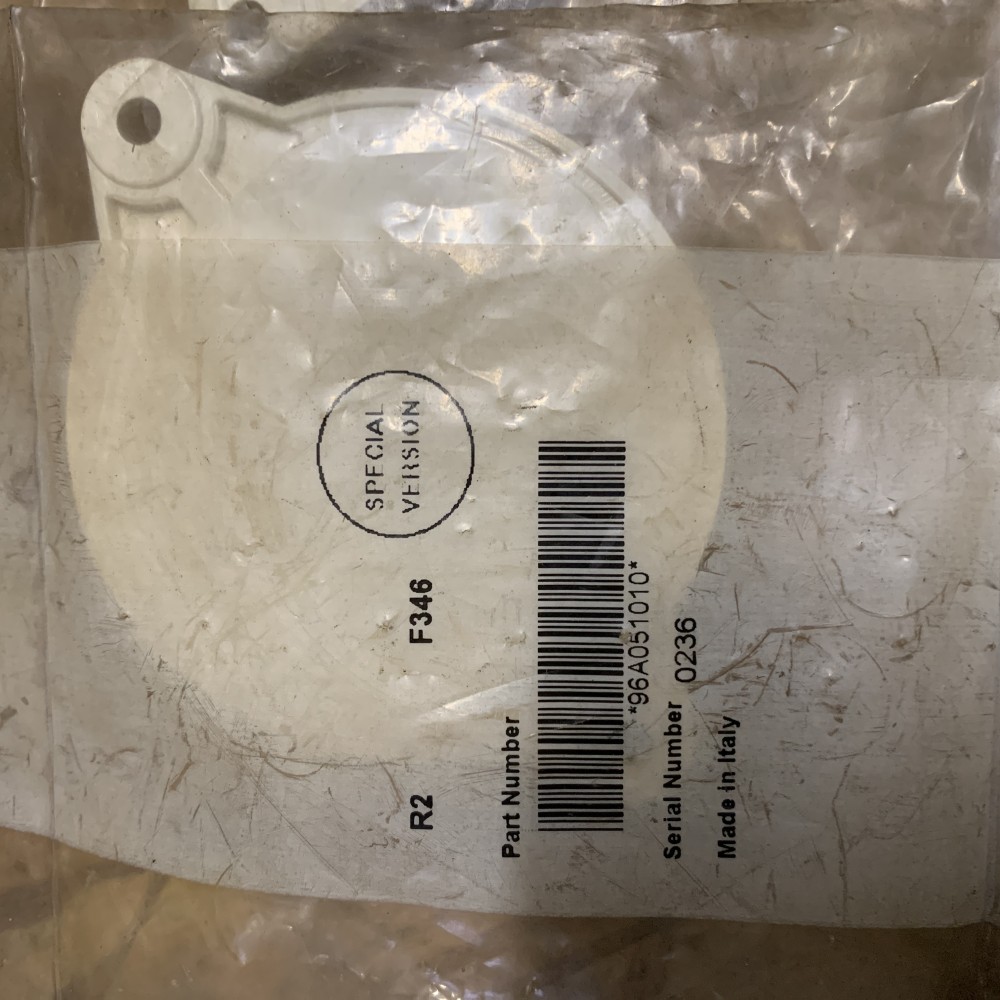 SPECIAL
VERSION
R2 F346
Part Number
*96A051010*
Serial Number 0236
Made in Italy